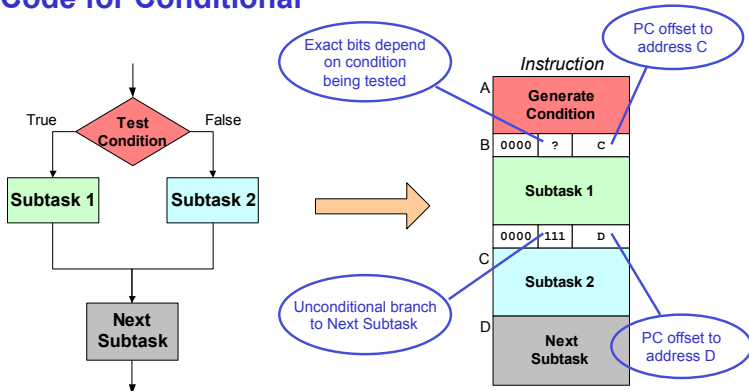 Code for Conditional
True
Test
Condition
False
Subtask 1
Subtask 2
Next
Subtask
Exact bits depend
on condition
being tested
Instruction
PC offset to
address C
A
Generate
Condition
B
0000 ? C
Subtask 1
0000 111 D
C
Subtask 2
Unconditional branch
to Next Subtask
D
Next
Subtask
PC offset to
address D